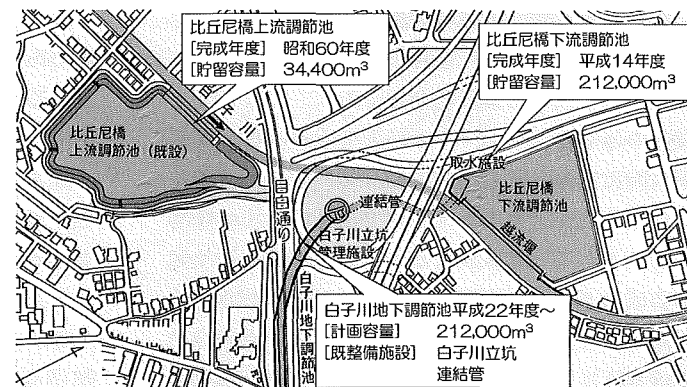 比丘尼橋上流調節池
[完成年度] 昭和60年度
[貯留容量] 34,400m³
比丘尼橋下流調節池
[完成年度] 平成14年度
[貯留容量] 212,000m³
比丘尼橋
上流調節池(既設)
子川
取水施設
比丘尼橋
下流調節池
目白通り
連結管
越流堰
白子川立坑
管理施設
白子川地下調節池
白子川地下調節池平成22年度～
[計画容量] 212,000m³
[既整備施設] 白子川立坑
連結管